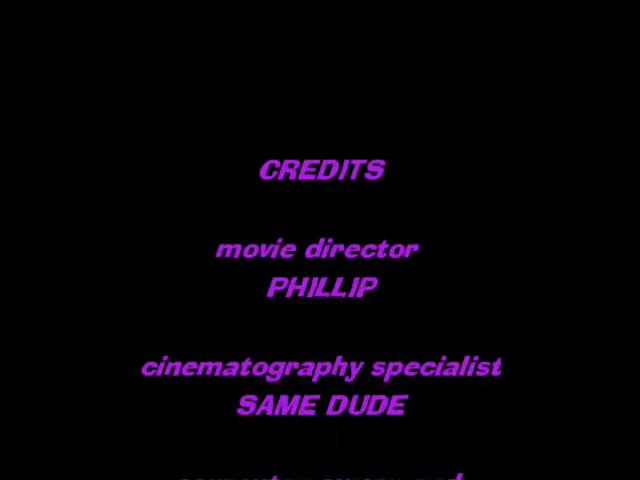 CREDITS
movie director
PHILLIP
cinematography specialist
SAME DUDE